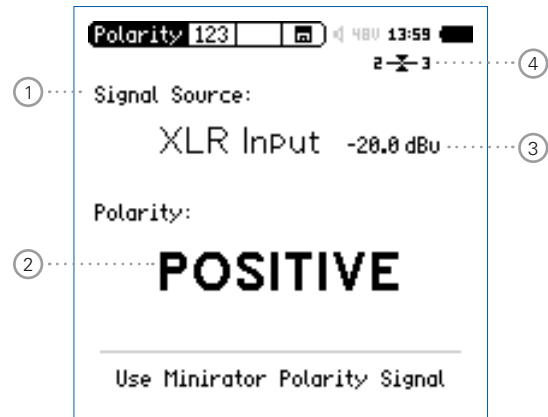 Polarity 123 48V 13:59
2 3 4
1 Signal Source:
XLR Input -20.0 dBu 3
Polarity:
2 POSITIVE
Use Minirator Polarity Signal